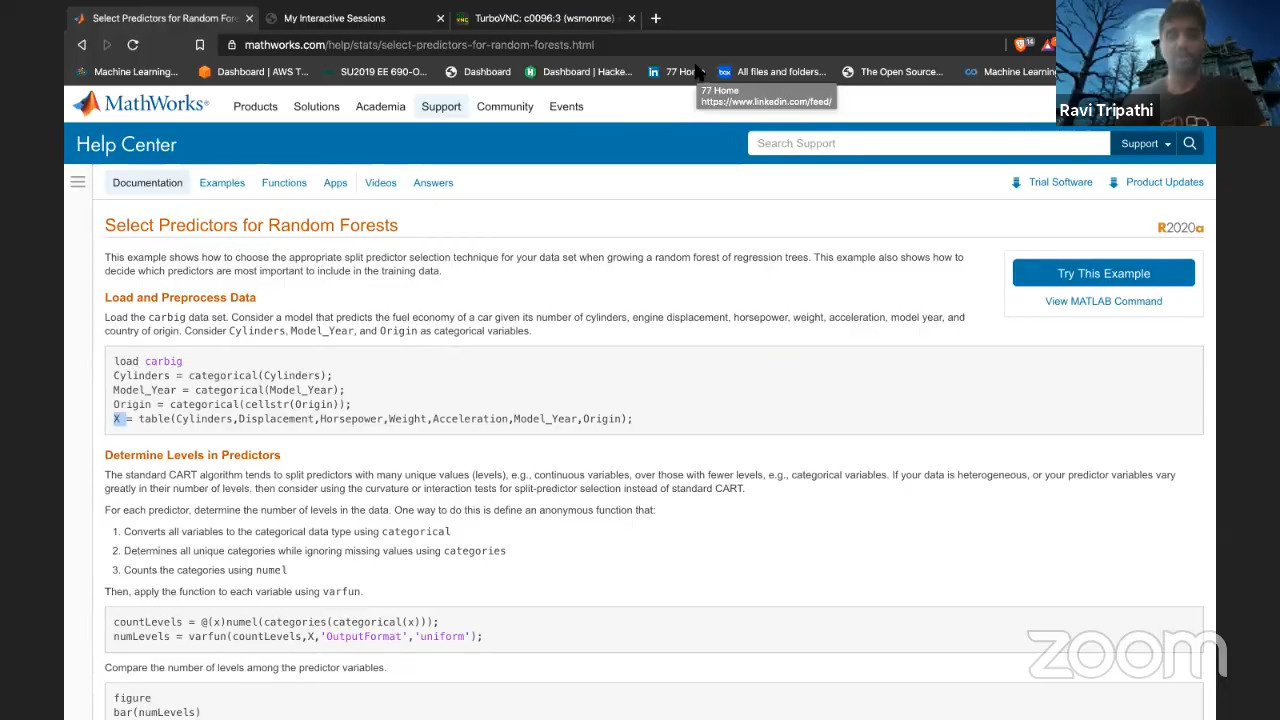 Select Predictors for Random For
My Interactive Sessions
VNC TurboVNC: c0096:3 (wsmonroe)
mathworks.com/help/stats/select-predictors-for-random-forests.html
14
Machine Learning...
Dashboard | AWS T...
SU2019 EE 690-O...
Dashboard
Dashboard | Hacke...
in 77 Ho
box All files and folders...
The Open Source...
Machine Learning
77 Home
https://www.linkedin.com/feed/
Ravi Tripathi
MathWorks®
Products
Solutions
Academia
Support
Community
Events
Help Center
Search Support
Support
Documentation
Examples
Functions
Apps
Videos
Answers
Trial Software
Product Updates
Select Predictors for Random Forests
R2020a
This example shows how to choose the appropriate split predictor selection technique for your data set when growing a random forest of regression trees. This example also shows how to
decide which predictors are most important to include in the training data.
Try This Example
View MATLAB Command
Load and Preprocess Data
Load the carbig data set. Consider a model that predicts the fuel economy of a car given its number of cylinders, engine displacement, horsepower, weight, acceleration, model year, and
country of origin. Consider Cylinders, Model_Year, and Origin as categorical variables.
load carbig
Cylinders = categorical(Cylinders);
Model_Year = categorical(Model_Year);
Origin = categorical(cellstr(Origin));
X = table(Cylinders,Displacement,Horsepower,Weight,Acceleration,Model_Year,Origin);
Determine Levels in Predictors
The standard CART algorithm tends to split predictors with many unique values (levels), e.g., continuous variables, over those with fewer levels, e.g., categorical variables. If your data is heterogeneous, or your predictor variables vary
greatly in their number of levels, then consider using the curvature or interaction tests for split-predictor selection instead of standard CART.
For each predictor, determine the number of levels in the data. One way to do this is define an anonymous function that:
1. Converts all variables to the categorical data type using categorical
2. Determines all unique categories while ignoring missing values using categories
3. Counts the categories using numel
Then, apply the function to each variable using varfun.
countLevels = @(x)numel(categories(categorical(x)));
numLevels = varfun(countLevels,X,'OutputFormat','uniform');
Compare the number of levels among the predictor variables.
figure
bar(numLevels)
zoom